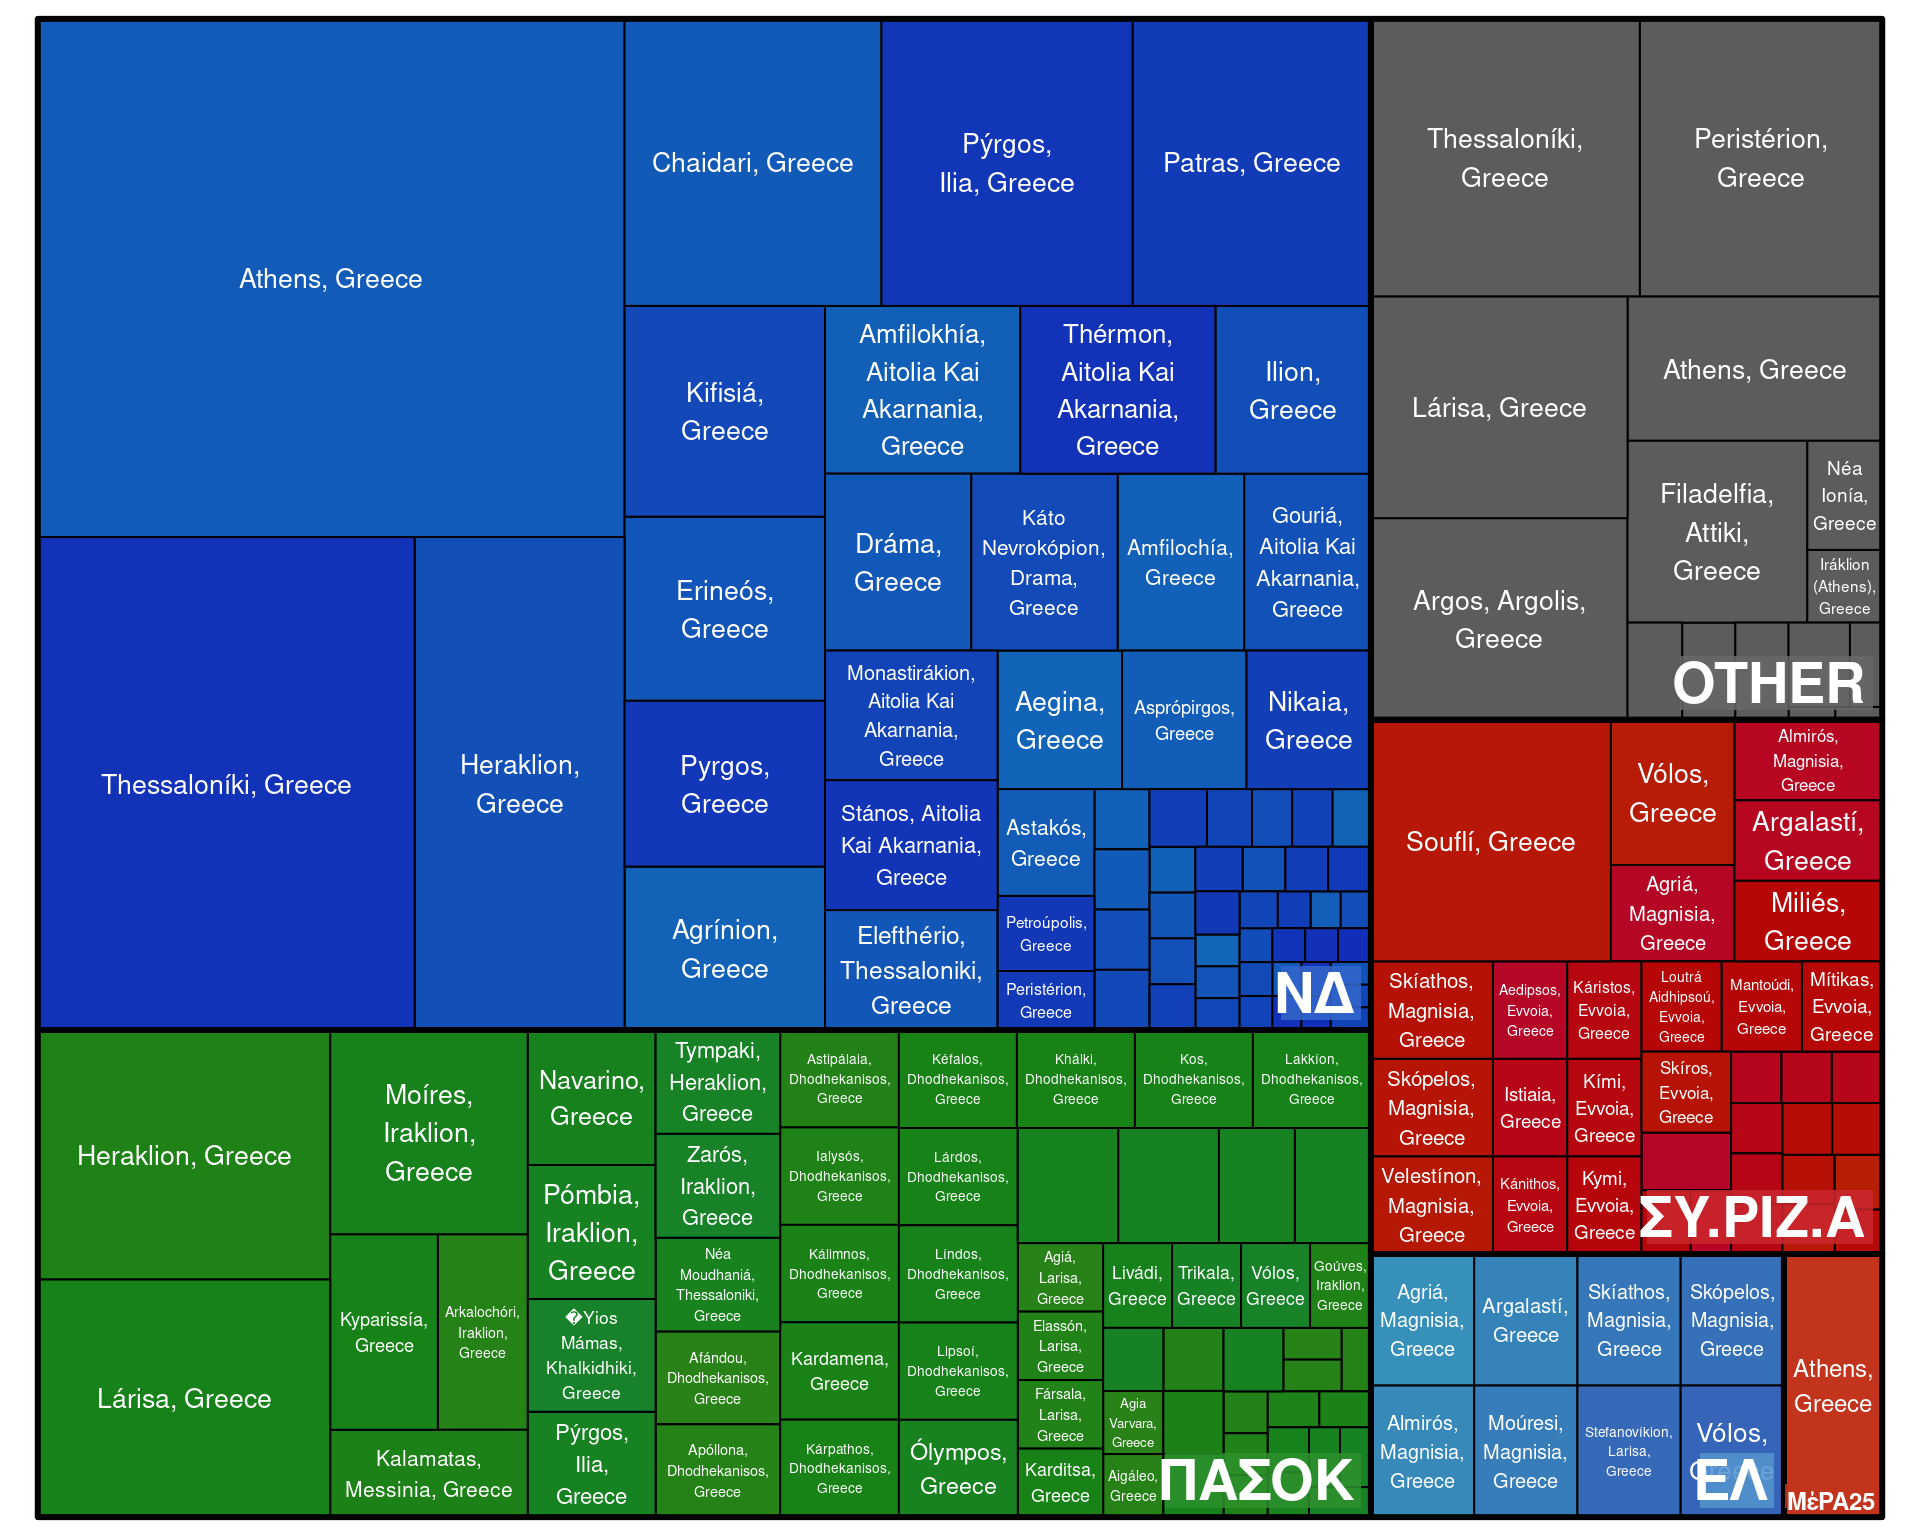 Athens, Greece
Thessaloníki, Greece
Heraklion,
Greece
Chaidari, Greece
Pýrgos,
Ilia, Greece
Patras, Greece
Kifisiá,
Greece
Erineós,
Greece
Pyrgos,
Greece
Agrínion,
Greece
Amfilokhía,
Aitolia Kai
Akarnania,
Greece
Thérmon,
Aitolia Kai
Akarnania,
Greece
Ilion,
Greece
Dráma,
Greece
Káto
Nevrokópion,
Drama,
Greece
Amfilochía,
Greece
Gouriá,
Aitolia Kai
Akarnania,
Greece
Monastirákion,
Aitolia Kai
Akarnania,
Greece
Stános, Aitolia
Kai Akarnania,
Greece
Elefthério,
Thessaloniki,
Greece
Aegina,
Greece
Asprópirgos,
Greece
Nikaia,
Greece
Astakós,
Greece
Petroúpolis,
Greece
Peristérion,
Greece
ΝΔ
Thessaloníki,
Greece
Peristérion,
Greece
Lárisa, Greece
Argos, Argolis,
Greece
Athens, Greece
Filadelfia,
Attiki,
Greece
Néa
Ionía,
Greece
Iráklion
(Athens),
Greece
OTHER
Souflí, Greece
Vólos,
Greece
Agriá,
Magnisia,
Greece
Almirós,
Magnisia,
Greece
Argalastí,
Greece
Miliés,
Greece
Skíathos,
Magnisia,
Greece
Skópelos,
Magnisia,
Greece
Velestínon,
Magnisia,
Greece
Aedipsos,
Evvoia,
Greece
Káristos,
Evvoia,
Greece
Istiaia,
Greece
Kími,
Evvoia,
Greece
Kánithos,
Evvoia,
Greece
Kymi,
Evvoia,
Greece
Loutrá
Aidhipsoú,
Evvoia,
Greece
Mantoúdi,
Evvoia,
Greece
Mítikas,
Evvoia,
Greece
Skíros,
Evvoia,
Greece
ΣΥ.ΡΙΖ.Α
Heraklion, Greece
Lárisa, Greece
Moíres,
Iraklion,
Greece
Kyparissía,
Greece
Arkalochóri,
Iraklion,
Greece
Kalamatas,
Messinia, Greece
Navarino,
Greece
Pómbia,
Iraklion,
Greece
�Yios
Mámas,
Khalkidhiki,
Greece
Pýrgos,
Ilia,
Greece
Tympaki,
Heraklion,
Greece
Zarós,
Iraklion,
Greece
Néa
Moudhaniá,
Thessaloniki,
Greece
Afándou,
Dhodhekanisos,
Greece
Apóllona,
Dhodhekanisos,
Greece
Astipálaia,
Dhodhekanisos,
Greece
Ialysós,
Dhodhekanisos,
Greece
Kálimnos,
Dhodhekanisos,
Greece
Kardamena,
Greece
Kárpathos,
Dhodhekanisos,
Greece
Kéfalos,
Dhodhekanisos,
Greece
Lárdos,
Dhodhekanisos,
Greece
Líndos,
Dhodhekanisos,
Greece
Lipsoí,
Dhodhekanisos,
Greece
Ólympos,
Greece
Khálki,
Dhodhekanisos,
Greece
Kos,
Dhodhekanisos,
Greece
Lakkíon,
Dhodhekanisos,
Greece
Agiá,
Larisa,
Greece
Elassón,
Larisa,
Greece
Fársala,
Larisa,
Greece
Karditsa,
Greece
Livádi,
Greece
Trikala,
Greece
Vólos,
Greece
Goúves,
Iraklion,
Greece
Agia
Varvara,
Greece
Aigáleo,
Greece
ΠΑΣΟΚ
Agriá,
Magnisia,
Greece
Argalastí,
Greece
Skíathos,
Magnisia,
Greece
Skópelos,
Magnisia,
Greece
Almirós,
Magnisia,
Greece
Moúresi,
Magnisia,
Greece
Stefanovíkion,
Larisa,
Greece
Vólos,
Greece
ΕΛ
Athens,
Greece
ΜέΡΑ25